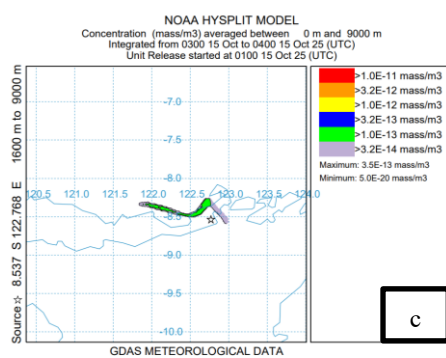 NOAA HYSPLIT MODEL
Concentration (mass/m3) averaged between 0 m and 9000 m
Integrated from 0300 15 Oct to 0400 15 Oct 25 (UTC)
Unit Release started at 0100 15 Oct 25 (UTC)
Source ☆ 8.537 S 122.768 E 1600 m to 9000 m
-7.0
-7.5
-8.0
120.5 121.0 121.5 122.0 122.5 123.0 123.5 124.0
-8.5
-9.0
-9.5
-10.0
>1.0E-11 mass/m3
>3.2E-12 mass/m3
>1.0E-12 mass/m3
>3.2E-13 mass/m3
>1.0E-13 mass/m3
>3.2E-14 mass/m3
Maximum: 3.5E-13 mass/m3
Minimum: 5.0E-20 mass/m3
c
GDAS METEOROLOGICAL DATA